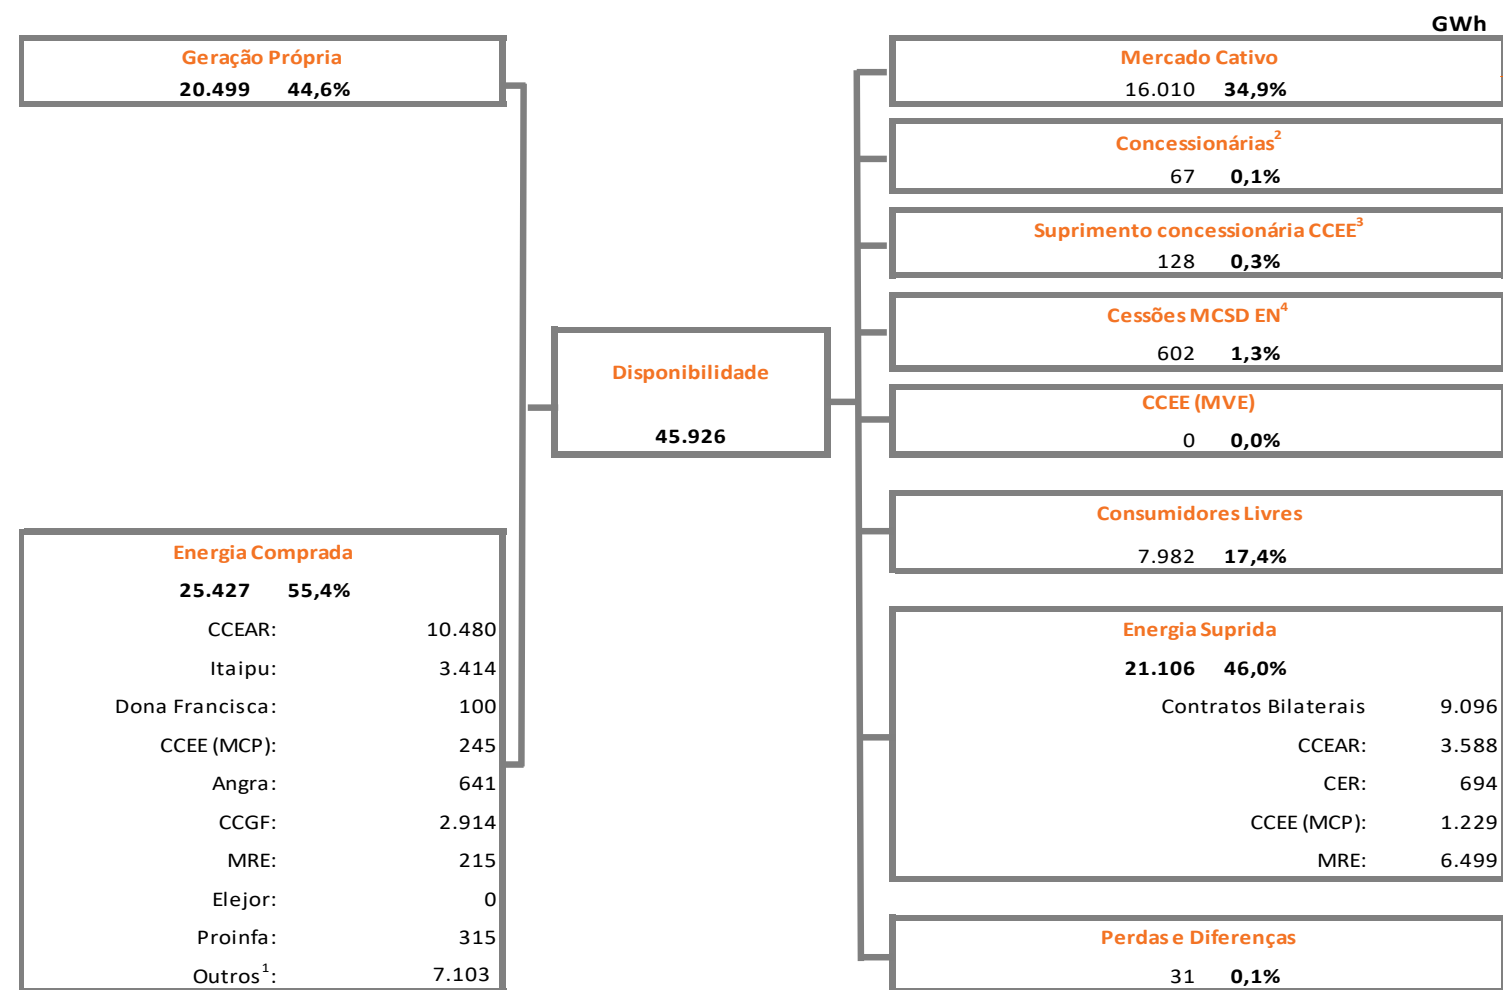 GWh
Geração Própria
20.499 44,6%
Energia Comprada
25.427 55,4%
CCEAR: 10.480
Itaipu: 3.414
Dona Francisca: 100
CCEE (MCP): 245
Angra: 641
CCGF: 2.914
MRE: 215
Elejor: 0
Proinfa: 315
Outros¹: 7.103
Disponibilidade
45.926
Mercado Cativo
16.010 34,9%
Concessionárias²
67 0,1%
Suprimento concessionária CCEE³
128 0,3%
Cessões MCSD EN⁴
602 1,3%
CCEE (MVE)
0 0,0%
Consumidores Livres
7.982 17,4%
Energia Suprida
21.106 46,0%
Contratos Bilaterais 9.096
CCEAR: 3.588
CER: 694
CCEE (MCP): 1.229
MRE: 6.499
Perdas e Diferenças
31 0,1%